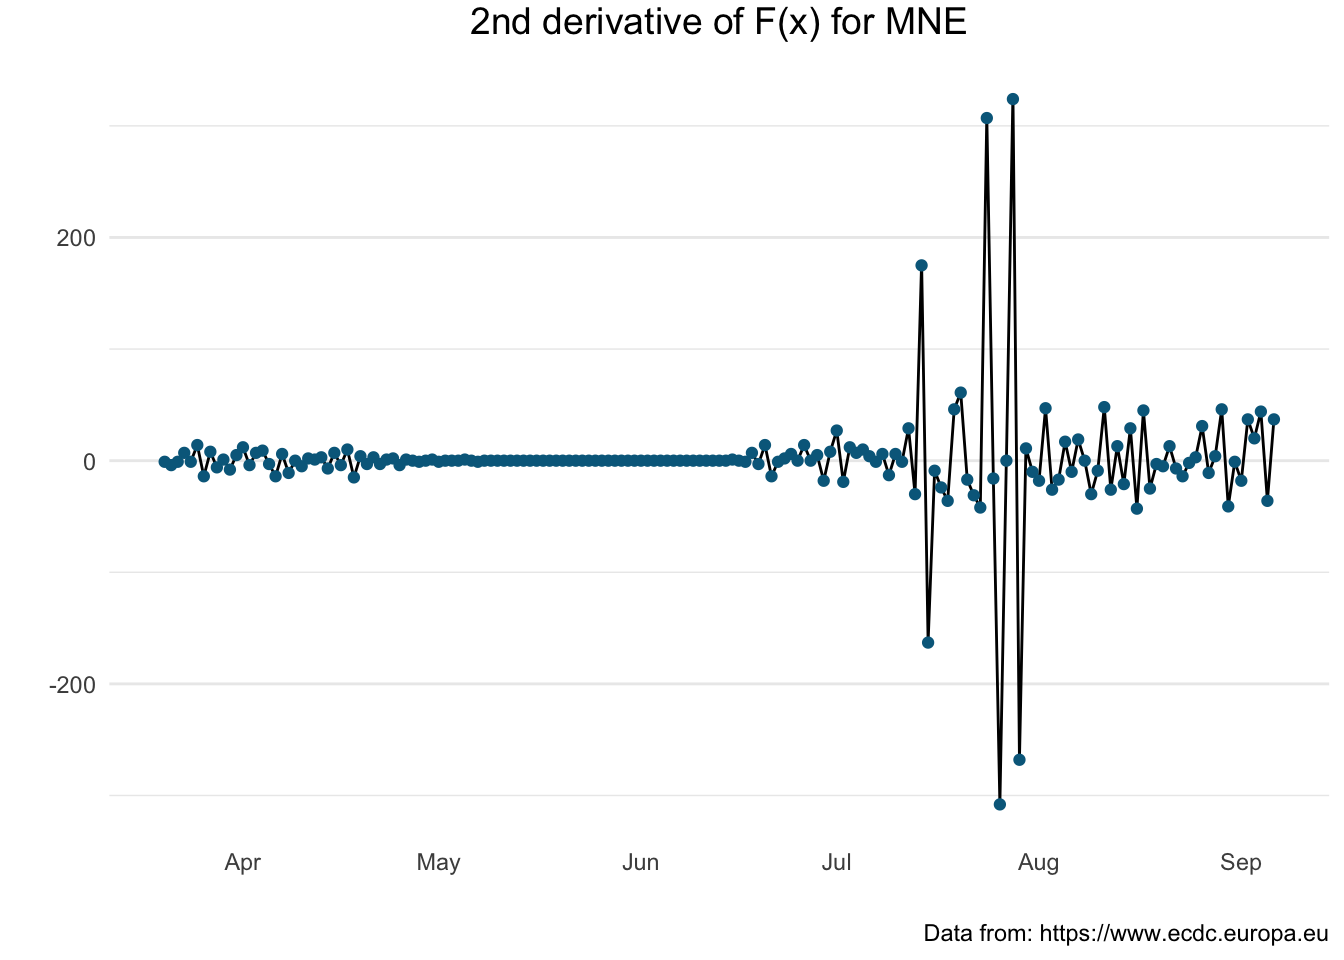 2nd derivative of F(x) for MNE
200
0
-200
Apr May Jun Jul Aug Sep
Data from: https://www.ecdc.europa.eu